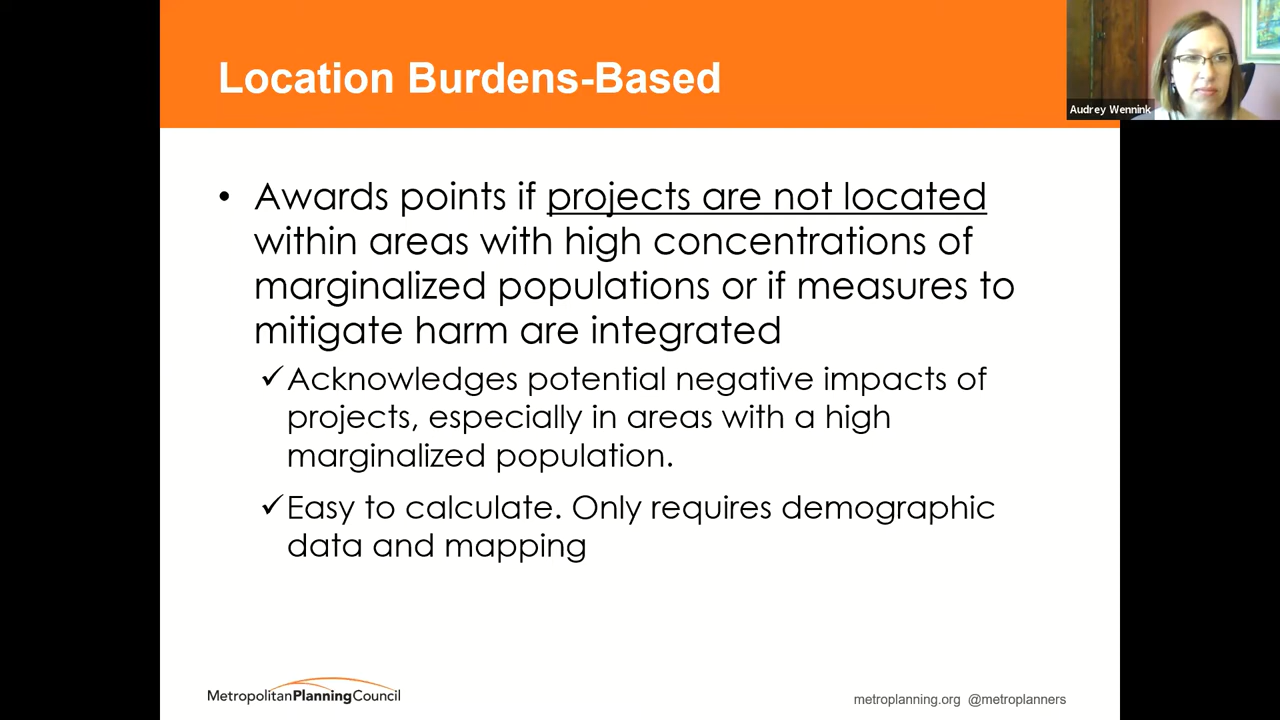 Location Burdens-Based
Audrey Wennink
• Awards points if projects are not located
within areas with high concentrations of
marginalized populations or if measures to
mitigate harm are integrated
✓Acknowledges potential negative impacts of
projects, especially in areas with a high
marginalized population.
✓Easy to calculate. Only requires demographic
data and mapping
MetropolitanPlanningCouncil
metroplanning.org @metroplanners